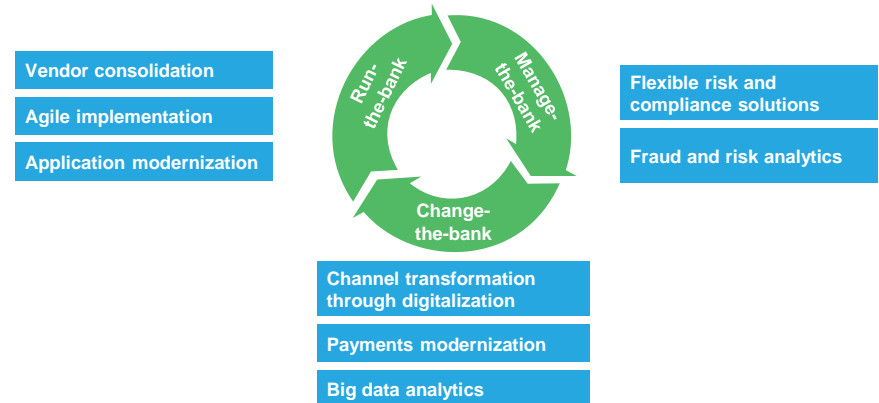 Vendor consolidation
Agile implementation
Application modernization
Run-
the-bank
Manage-
the-bank
Change-
the-bank
Flexible risk and
compliance solutions
Fraud and risk analytics
Channel transformation
through digitalization
Payments modernization
Big data analytics